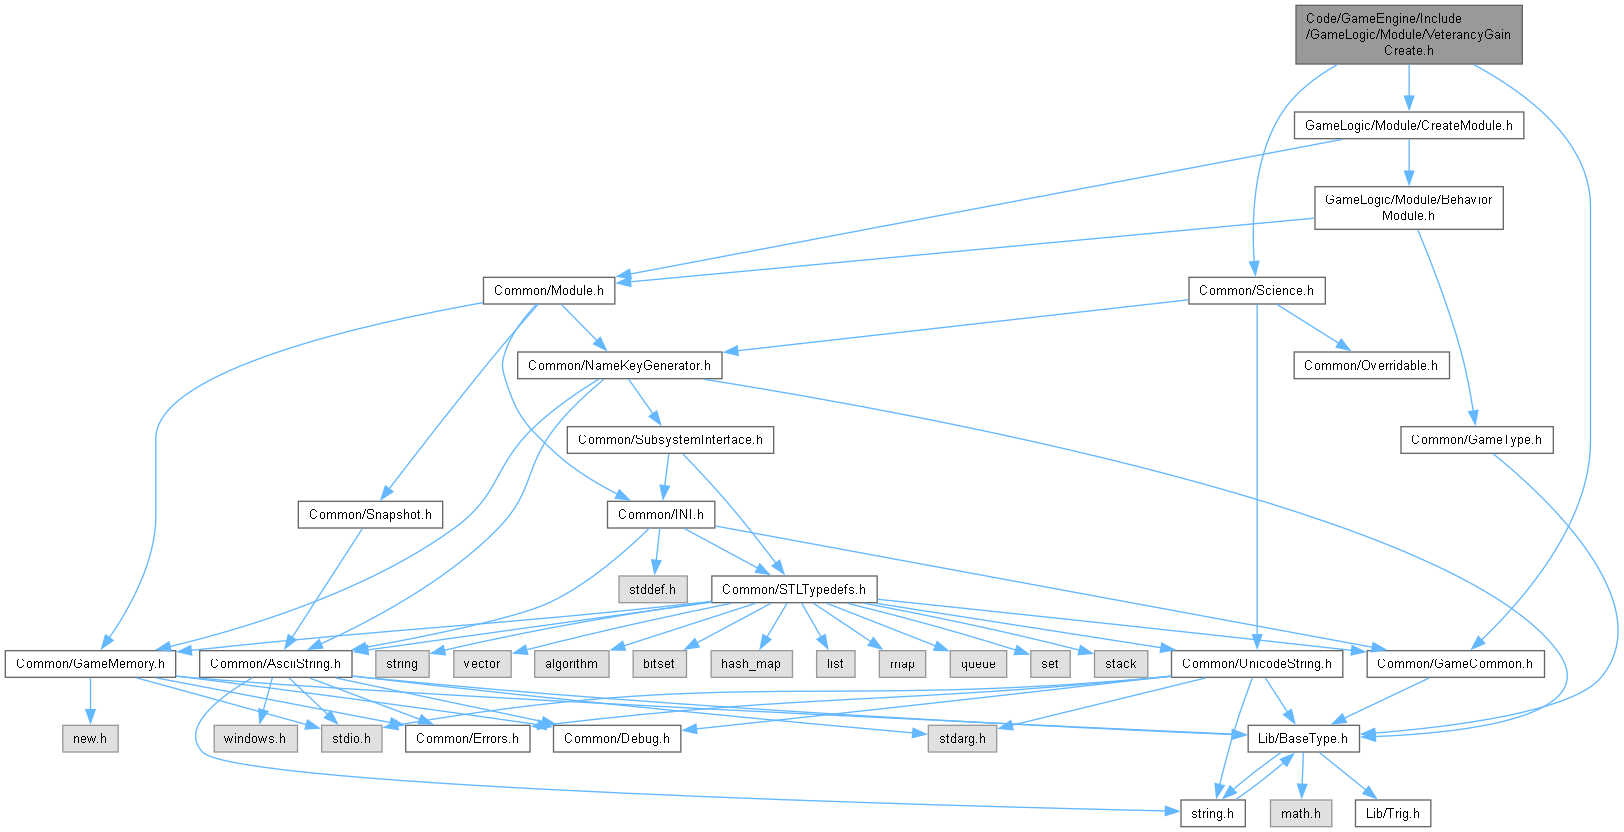 Code/GameEngine/Include
/GameLogic/Module/VeterancyGain
Create.h
GameLogic/Module/CreateModule.h
GameLogic/Module/Behavior
Module.h
Common/Module.h
Common/Science.h
Common/NameKeyGenerator.h
Common/Overridable.h
Common/SubsystemInterface.h
Common/GameType.h
Common/Snapshot.h
Common/INI.h
stddef.h
Common/STLTypedefs.h
Common/GameMemory.h
Common/AsciiString.h
string
vector
algorithm
bitset
hash_map
list
map
queue
set
stack
Common/UnicodeString.h
Common/GameCommon.h
new.h
windows.h
stdio.h
Common/Errors.h
Common/Debug.h
stdarg.h
Lib/BaseType.h
string.h
math.h
Lib/Trig.h